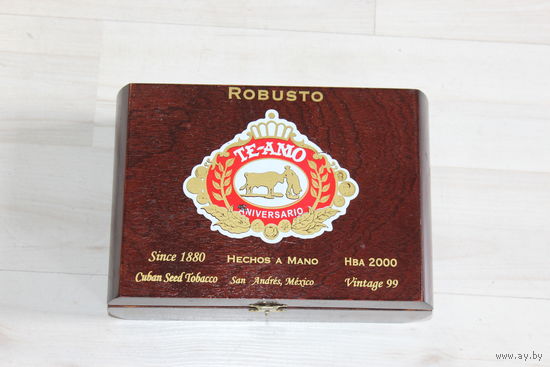 ROBUSTO
TE-AMO
ANIVERSARIO
Since 1880 HECHOS A MANO HBA 2000
Cuban Seed Tobacco San Andrés, México Vintage 99
www.ay.by